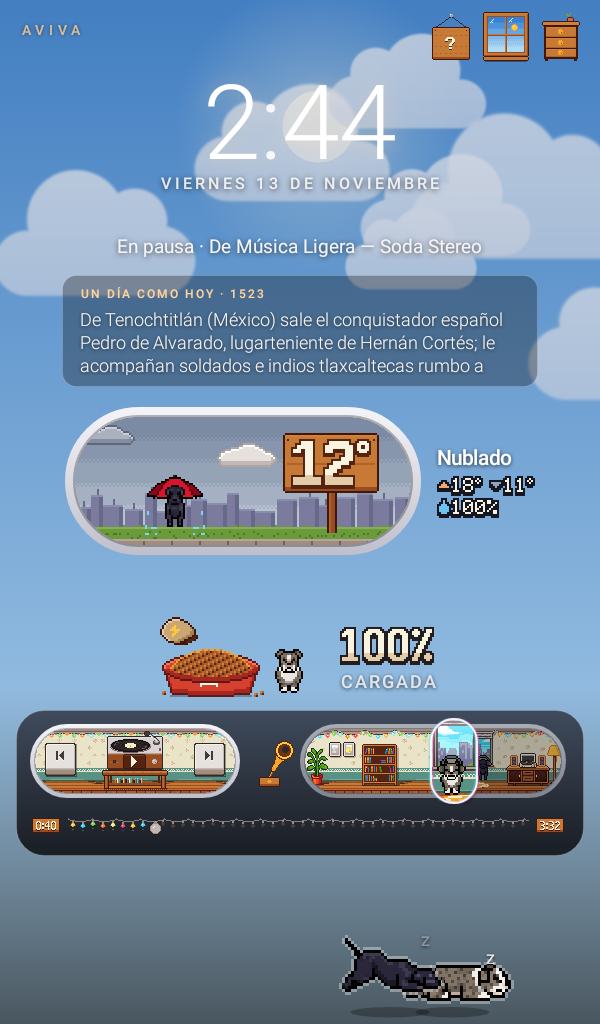 AVIVA
?
2:44
VIERNES 13 DE NOVIEMBRE
En pausa · De Música Ligera — Soda Stereo
UN DÍA COMO HOY · 1523
De Tenochtitlán (México) sale el conquistador español
Pedro de Alvarado, lugarteniente de Hernán Cortés; le
acompañan soldados e indios tlaxcaltecas rumbo a
12°
Nublado
18° 11°
100%
100%
CARGADA
0:40
3:32
z
z